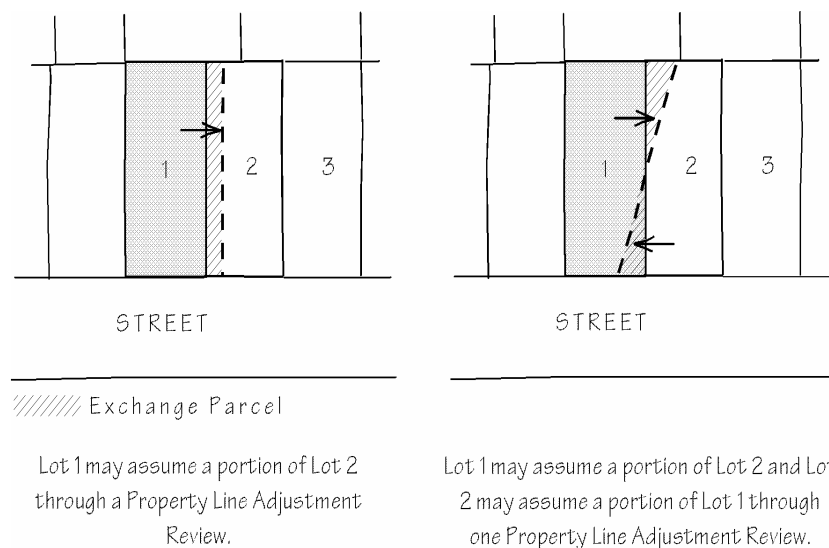 1 2 3
1 2 3
STREET
STREET
Exchange Parcel
Lot 1 may assume a portion of Lot 2
through a Property Line Adjustment
Review.
Lot 1 may assume a portion of Lot 2 and Lot
2 may assume a portion of Lot 1 through
one Property Line Adjustment Review.